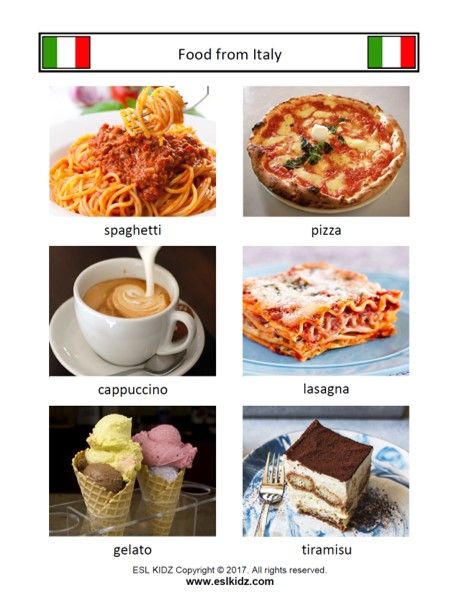 Food from Italy
spaghetti
pizza
cappuccino
lasagna
gelato
tiramisu
ESL KIDZ Copyright © 2017. All rights reserved.
www.eslkidz.com